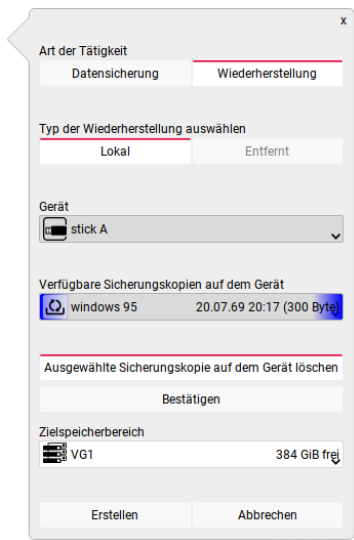 x
Art der Tätigkeit
Datensicherung Wiederherstellung
Typ der Wiederherstellung auswählen
Lokal Entfernt
Gerät
stick A
Verfügbare Sicherungskopien auf dem Gerät
windows 95 20.07.69 20:17 (300 Byte)
Ausgewählte Sicherungskopie auf dem Gerät löschen
Bestätigen
Zielspeicherbereich
VG1 384 GiB frei
Erstellen Abbrechen